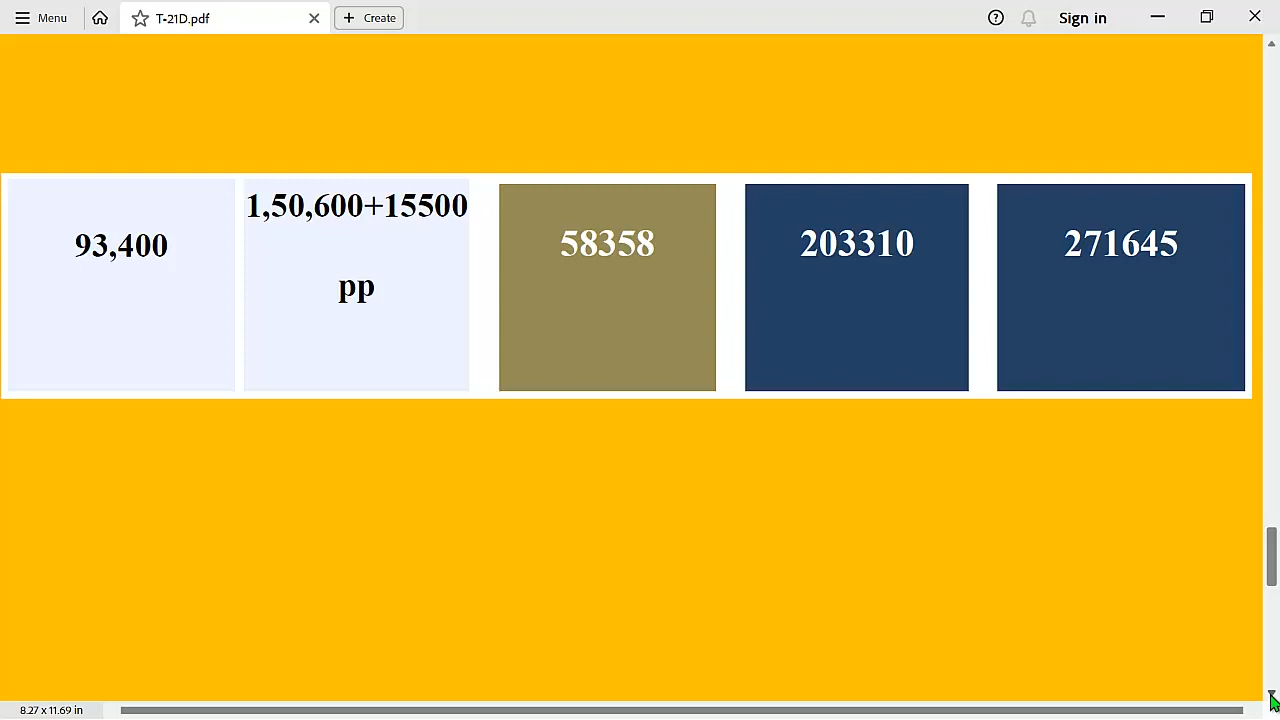 Menu
T-21D.pdf
Create
Sign in
93,400
1,50,600+15500
pp
58358
203310
271645
8.27 x 11.69 in